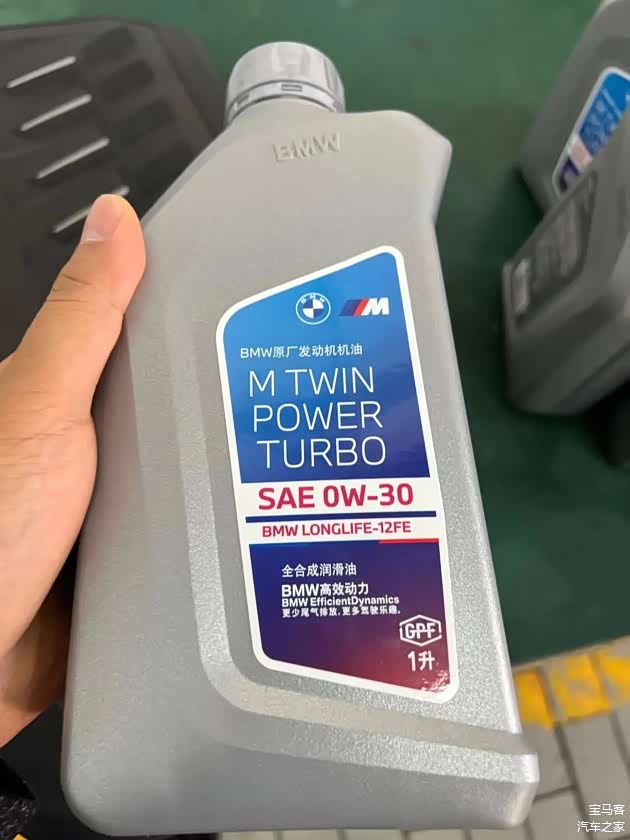 BMW
BMW
M
BMW原厂发动机机油
M TWIN
POWER
TURBO
SAE 0W-30
BMW LONGLIFE-12FE
全合成润滑油
BMW高效动力
BMW EfficientDynamics
更少尾气排放,更多驾驶乐趣。
GPF
1升
宝马客
汽车之家